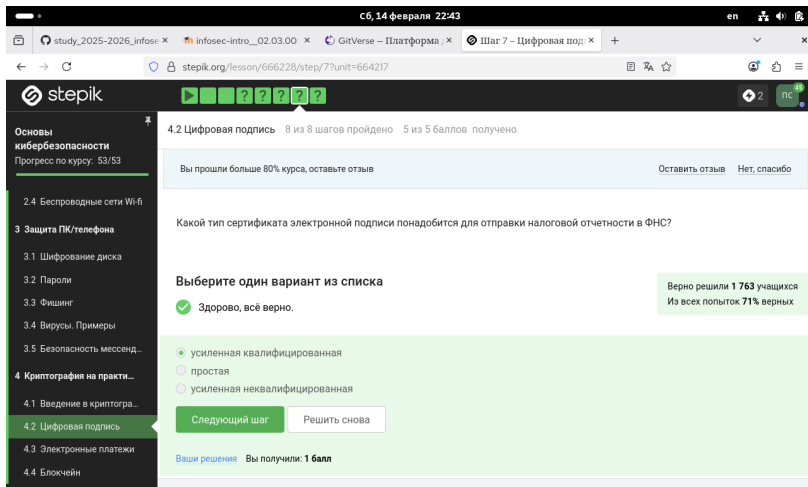 Сб, 14 февраля 22:43
en
study_2025-2026_infose
infosec-intro__02.03.00
GitVerse – Платформа
Шаг 7 – Цифровая под
stepik.org/lesson/666228/step/7?unit=664217
stepik
2
ПС
45
Основы кибербезопасности
Прогресс по курсу: 53/53
2.4 Беспроводные сети Wi-fi
3 Защита ПК/телефона
3.1 Шифрование диска
3.2 Пароли
3.3 Фишинг
3.4 Вирусы. Примеры
3.5 Безопасность мессенд...
4 Криптография на практи...
4.1 Введение в криптогра...
4.2 Цифровая подпись
4.3 Электронные платежи
4.4 Блокчейн
4.2 Цифровая подпись 8 из 8 шагов пройдено 5 из 5 баллов получено
Вы прошли больше 80% курса, оставьте отзыв
Оставить отзыв
Нет, спасибо
Какой тип сертификата электронной подписи понадобится для отправки налоговой отчетности в ФНС?
Выберите один вариант из списка
Здорово, всё верно.
Верно решили 1 763 учащихся
Из всех попыток 71% верных
усиленная квалифицированная
простая
усиленная неквалифицированная
Следующий шаг
Решить снова
Ваши решения Вы получили: 1 балл